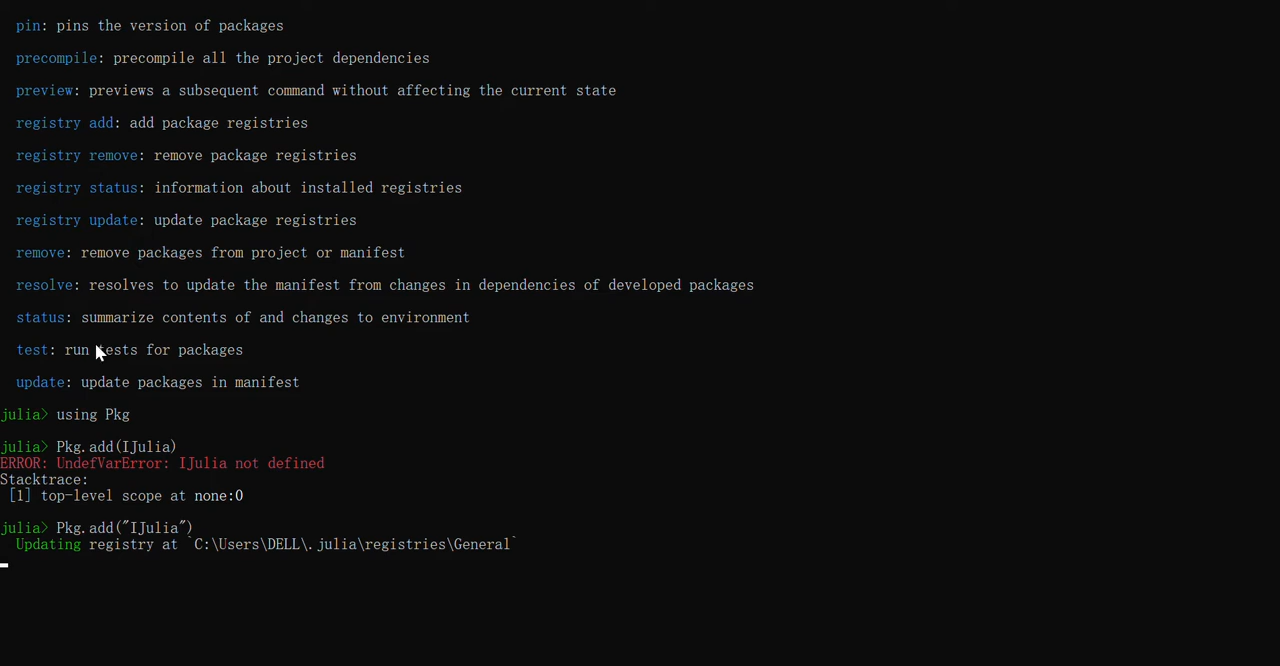 pin: pins the version of packages
precompile: precompile all the project dependencies
preview: previews a subsequent command without affecting the current state
registry add: add package registries
registry remove: remove package registries
registry status: information about installed registries
registry update: update package registries
remove: remove packages from project or manifest
resolve: resolves to update the manifest from changes in dependencies of developed packages
status: summarize contents of and changes to environment
test: run tests for packages
update: update packages in manifest
julia> using Pkg
julia> Pkg.add(IJulia)
ERROR: UndefVarError: IJulia not defined
Stacktrace:
[1] top-level scope at none:0
julia> Pkg.add("IJulia")
Updating registry at `C:\Users\DELL\.julia\registries\General`